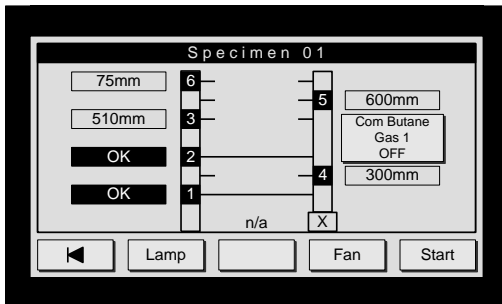 Specimen 01
75mm 6
5 600mm
510mm 3
Com Butane
Gas 1
OFF
OK 2
4 300mm
OK 1
n/a X
Lamp Fan Start